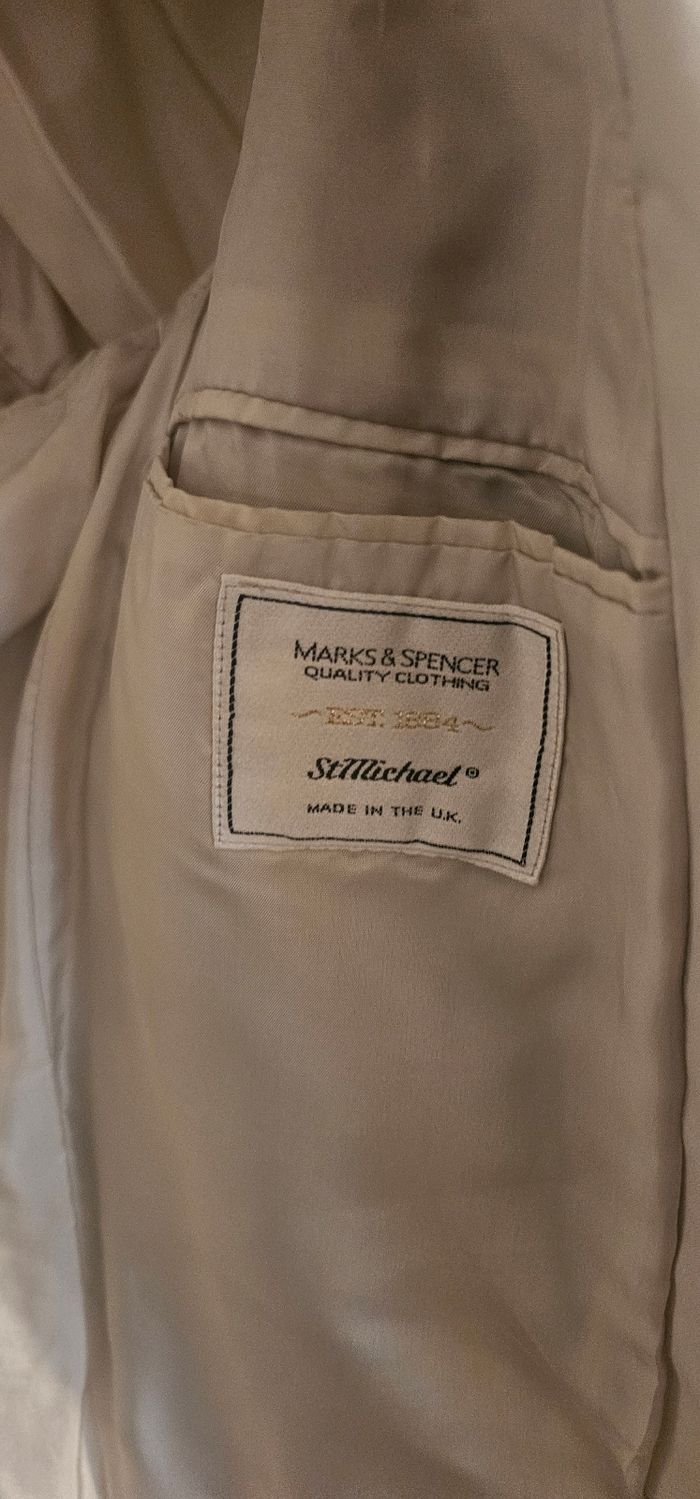 MARKS & SPENCER
QUALITY CLOTHING
~EST. 1884~
StMichael®
MADE IN THE U.K.